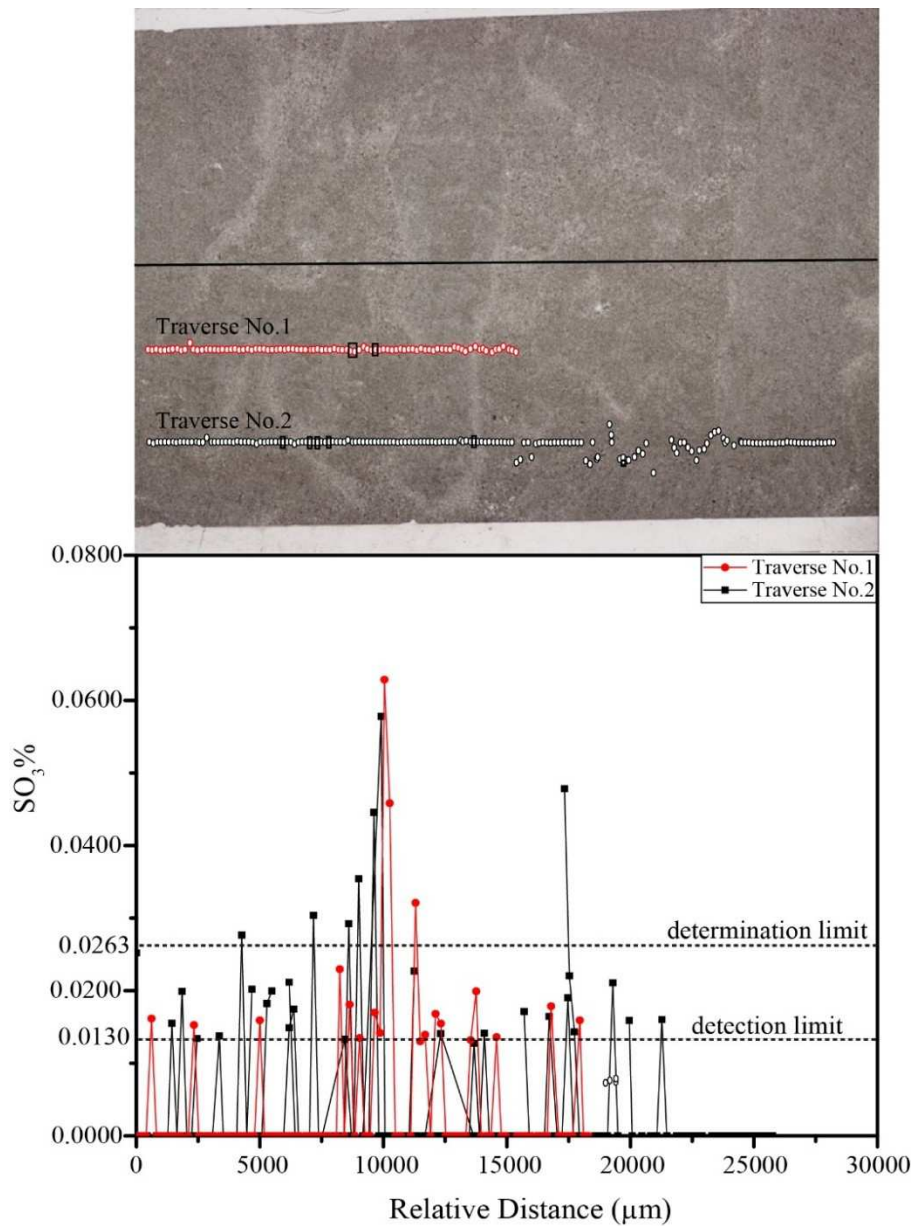 Traverse No.1
Traverse No.2
0.0800
Traverse No.1
Traverse No.2
0.0600
SO₃%
0.0400
determination limit
0.0263
0.0200
detection limit
0.0130
0.0000
0 5000 10000 15000 20000 25000 30000
Relative Distance (µm)